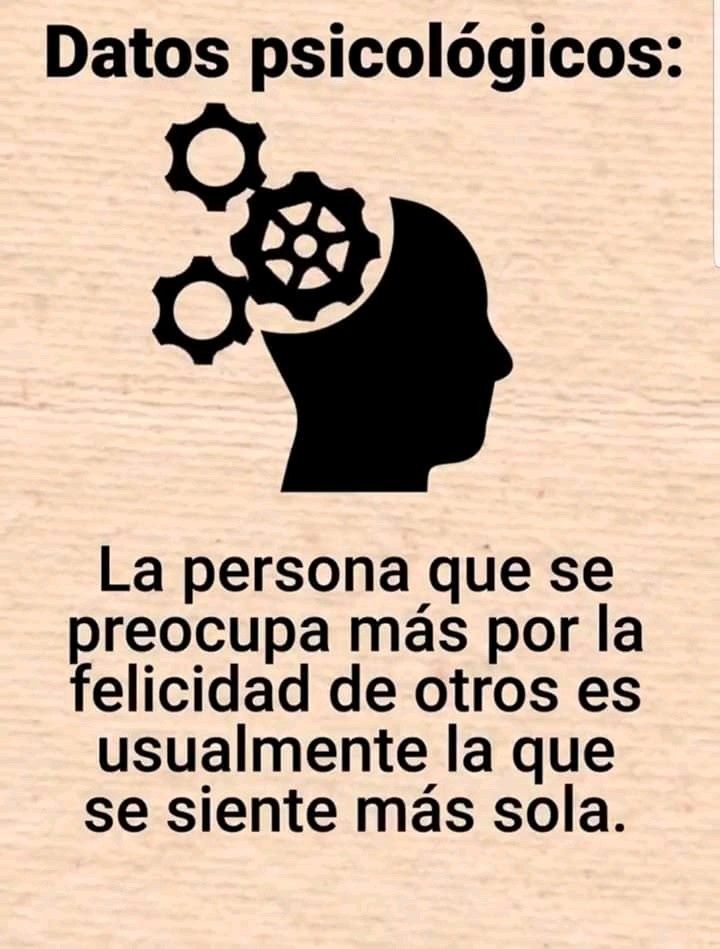 Datos psicológicos:
La persona que se
preocupa más por la
felicidad de otros es
usualmente la que
se siente más sola.